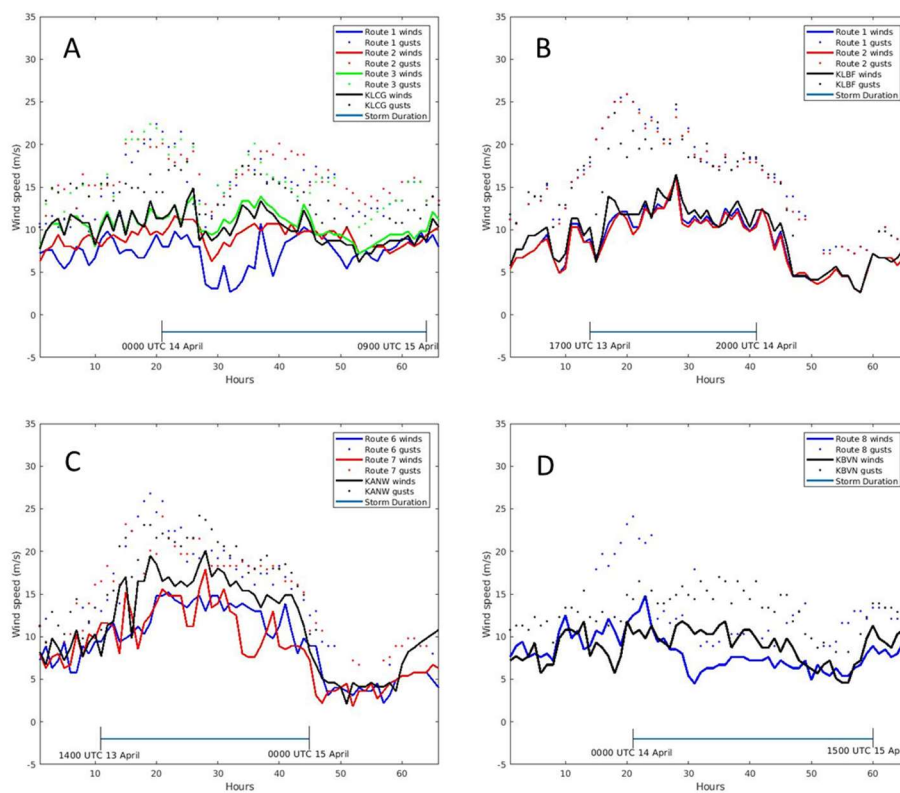 A
Route 1 winds
Route 1 gusts
Route 2 winds
Route 2 gusts
Route 3 winds
Route 3 gusts
KLCG winds
KLCG gusts
Storm Duration
35
30
25
20
15
10
5
0
-5
Wind speed (m/s)
0000 UTC 14 April
0900 UTC 15 April
10 20 30 40 50 60
Hours
B
Route 1 winds
Route 1 gusts
Route 2 winds
Route 2 gusts
KLBF winds
KLBF gusts
Storm Duration
35
30
25
20
15
10
5
0
-5
Wind speed (m/s)
1700 UTC 13 April
2000 UTC 14 April
10 20 30 40 50 60
Hours
C
Route 6 winds
Route 6 gusts
Route 7 winds
Route 7 gusts
KANW winds
KANW gusts
Storm Duration
35
30
25
20
15
10
5
0
-5
Wind speed (m/s)
1400 UTC 13 April
0000 UTC 15 April
10 20 30 40 50 60
Hours
D
Route 8 winds
Route 8 gusts
KBVN winds
KBVN gusts
Storm Duration
35
30
25
20
15
10
5
0
-5
Wind speed (m/s)
0000 UTC 14 April
1500 UTC 15 Ap
10 20 30 40 50 60
Hours